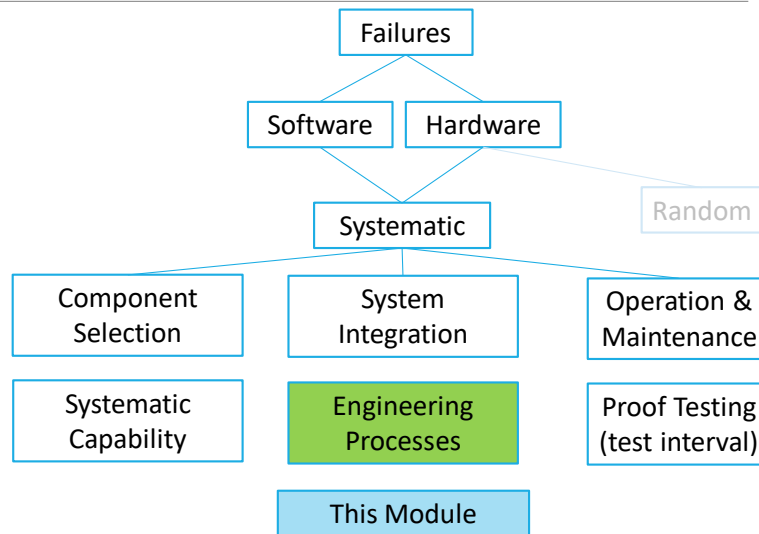 Failures
Software
Hardware
Random
Systematic
Component
Selection
System
Integration
Operation &
Maintenance
Systematic
Capability
Engineering
Processes
Proof Testing
(test interval)
This Module